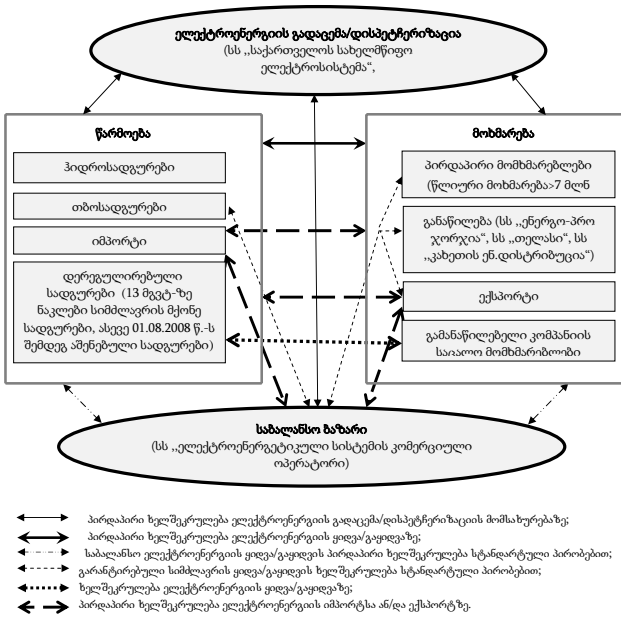 ელექტროენერგიის გადაცემა/დისპეტჩერიზაცია
(სს ,,საქართველოს სახელმწიფო
ელექტროსისტემა“,
წარმოება
ჰიდროსადგურები
თბოსადგურები
იმპორტი
დერეგულირებული
სადგურები (13 მგვტ-ზე
ნაკლები სიმძლავრის მქონე
სადგურები, ასევე 01.08.2008 წ.-ს
შემდეგ აშენებული სადგურები)
მოხმარება
პირდაპირი მომხმარებლები
(წლიური მოხმარება>7 მლნ
განაწილება (სს ,,ენერგო-პრო
ჯორჯია“, სს ,,თელასი“, სს
,,კახეთის ენ.დისტრიბუცია“)
ექსპორტი
გამანაწილებელი კომპანიის
საცალო მომხმარებლები
საბალანსო ბაზარი
(სს ,,ელექტროენერგეტიკული სისტემის კომერციული
ოპერატორი)
პირდაპირი ხელშეკრულება ელექტროენერგიის გადაცემა/დისპეტჩერიზაციის მომსახურებაზე;
პირდაპირი ხელშეკრულება ელექტროენერგიის ყიდვა/გაყიდვაზე;
საბალანსო ელექტროენერგიის ყიდვა/გაყიდვის პირდაპირი ხელშეკრულება სტანდარტული პირობებით;
გარანტირებული სიმძლავრის ყიდვა/გაყიდვის ხელშეკრულება სტანდარტული პირობებით;
ხელშეკრულება ელექტროენერგიის ყიდვა/გაყიდვაზე;
პირდაპირი ხელშეკრულება ელექტროენერგიის იმპორტსა ან/და ექსპორტზე.